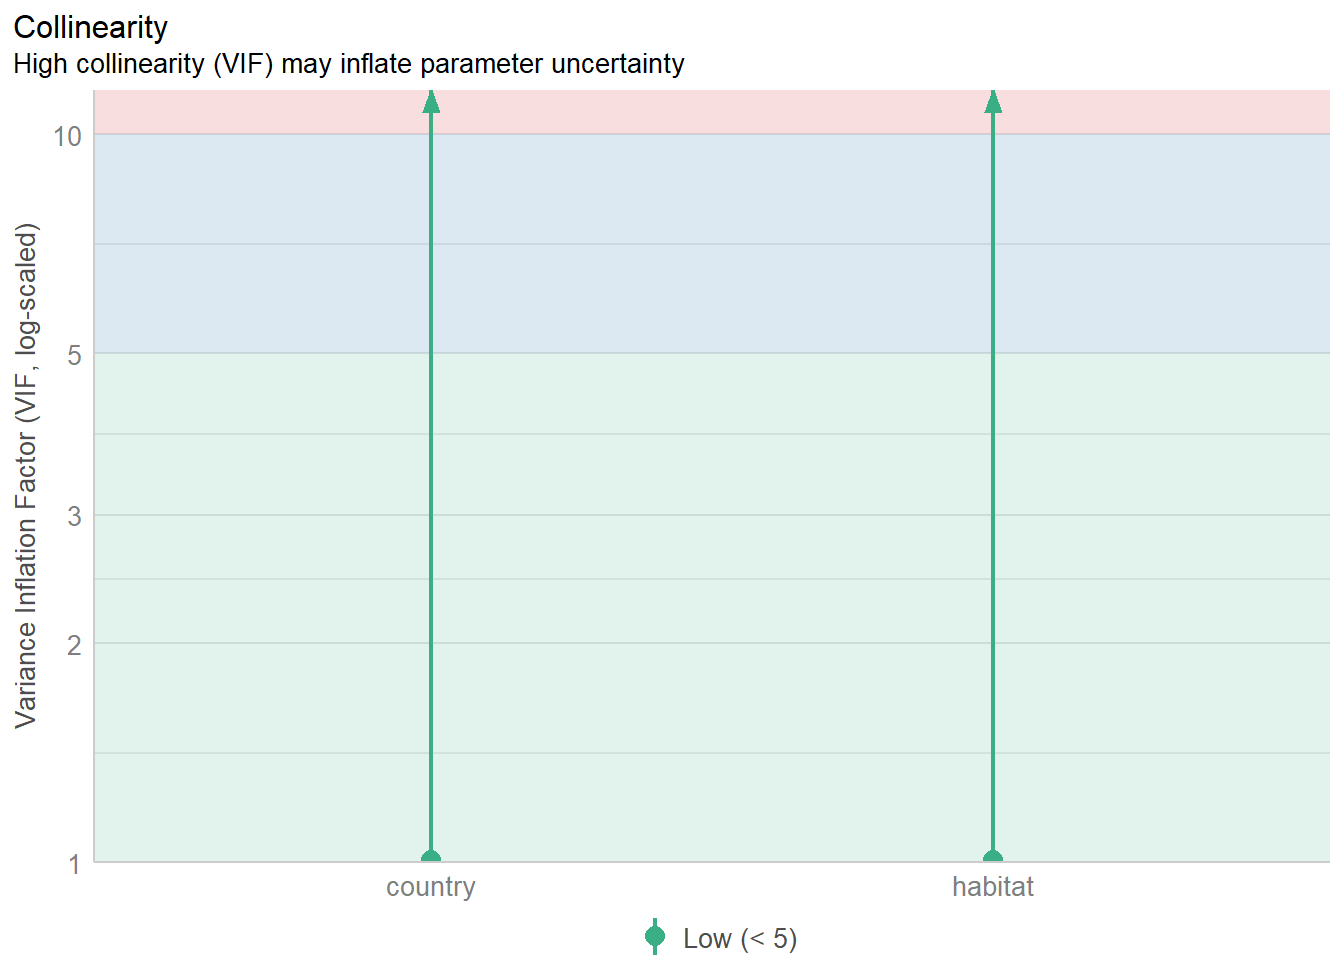 Collinearity
High collinearity (VIF) may inflate parameter uncertainty
Variance Inflation Factor (VIF, log-scaled)
10
5
3
2
1
country habitat
Low (< 5)